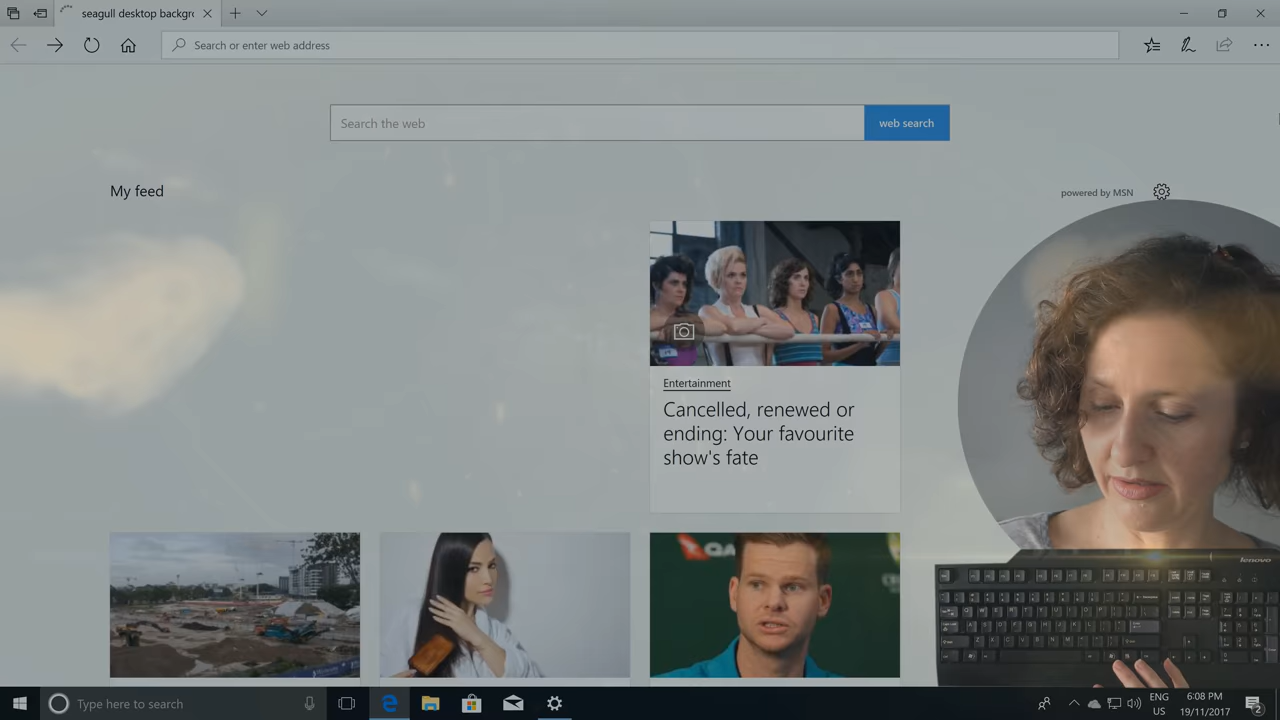 seagull desktop backgr
Search or enter web address
Search the web
web search
My feed
powered by MSN
Entertainment
Cancelled, renewed or
ending: Your favourite
show's fate
lenovo
Type here to search
ENG
US
6:08 PM
19/11/2017
2